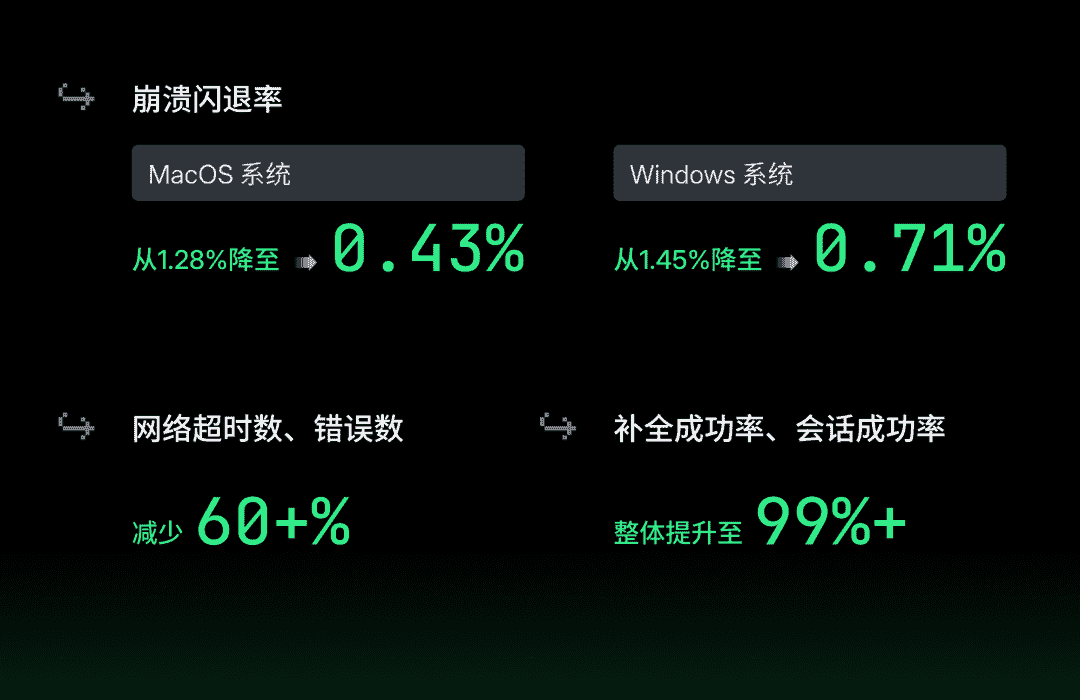 崩溃闪退率
MacOS 系统
从1.28%降至 0.43%
Windows 系统
从1.45%降至 0.71%
网络超时数、错误数
减少 60+%
补全成功率、会话成功率
整体提升至 99%+